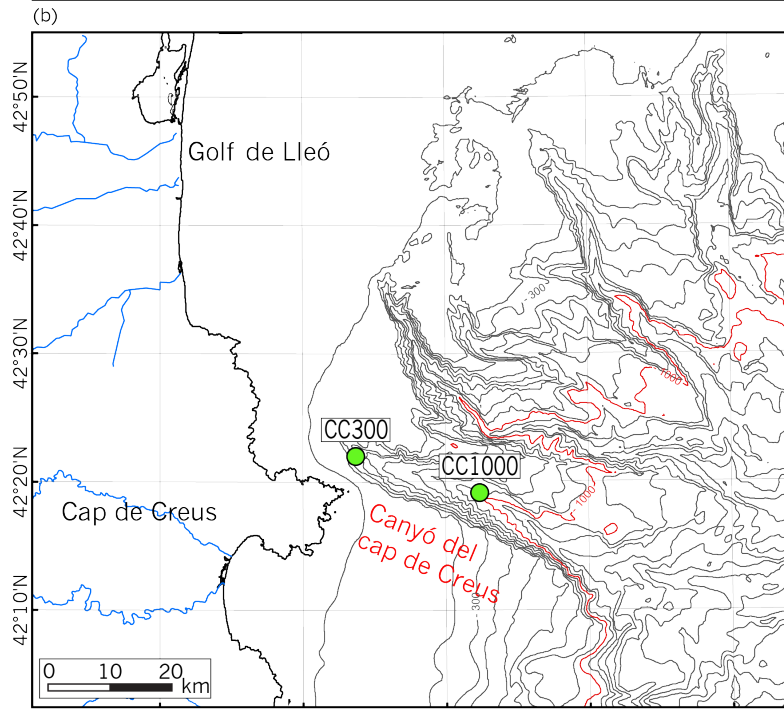 (b)
42°50'N
Golf de Lleó
42°40'N
-300
42°30'N
-1000
CC300
CC1000
42°20'N
-1000
Cap de Creus
Canyó del
cap de Creus
-300
42°10'N
0 10 20
km